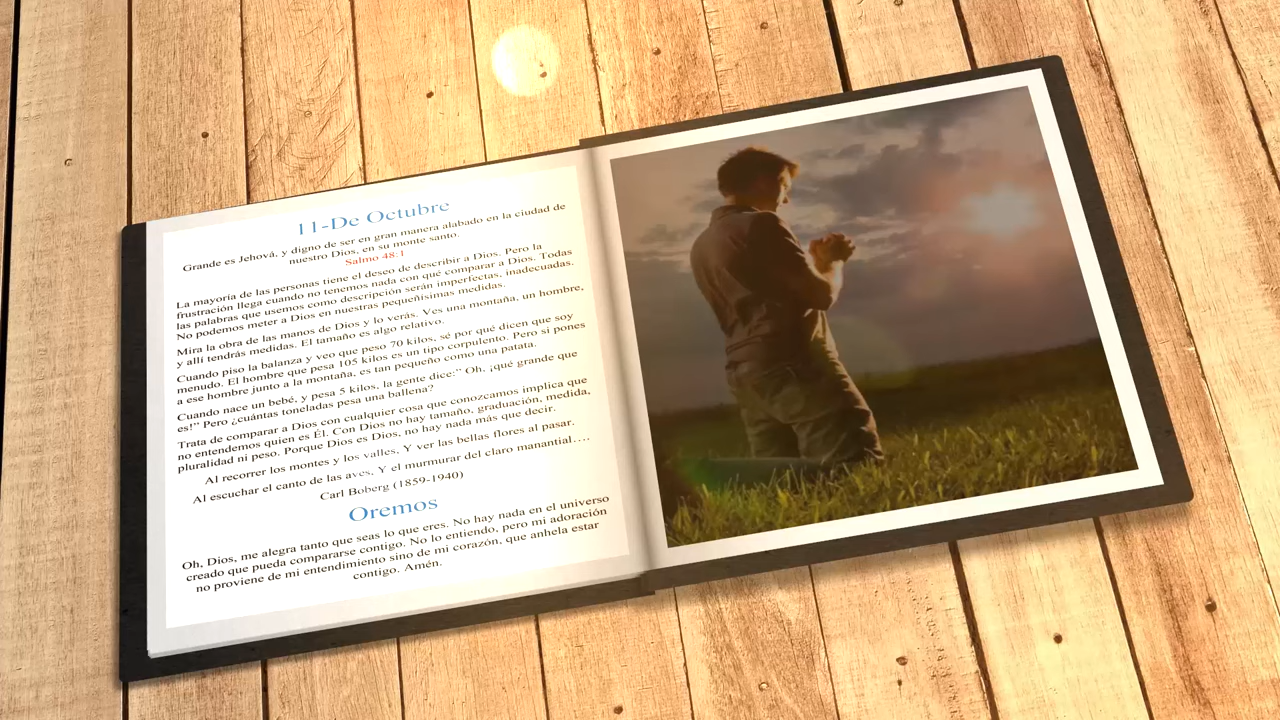 11-De Octubre
Grande es Jehová, y digno de ser en gran manera alabado en la ciudad de
nuestro Dios, en su monte santo.
Salmo 48:1
La mayoría de las personas tiene el deseo de describir a Dios. Pero la
frustración llega cuando no tenemos nada con qué comparar a Dios. Todas
las palabras que usemos como descripción serán imperfectas, inadecuadas.
No podemos meter a Dios en nuestras pequeñísimas medidas.
Mira la obra de las manos de Dios y lo verás. Ves una montaña, un hombre,
y allí tendrás medidas. El tamaño es algo relativo.
Cuando piso la balanza y veo que peso 70 kilos, sé por qué dicen que soy
menudo. El hombre que pesa 105 kilos es un tipo corpulento. Pero si pones
a ese hombre junto a la montaña, es tan pequeño como una patata.
Cuando nace un bebé, y pesa 5 kilos, la gente dice:” Oh, ¡qué grande que
es!” Pero ¿cuántas toneladas pesa una ballena?
Trata de comparar a Dios con cualquier cosa que conozcamos implica que
no entendemos quien es Él. Con Dios no hay tamaño, graduación, medida,
pluralidad ni peso. Porque Dios es Dios, no hay nada más que decir.
Al recorrer los montes y los valles, Y ver las bellas flores al pasar.
Al escuchar el canto de las aves, Y el murmurar del claro manantial….
Carl Boberg (1859-1940)
Oremos
Oh, Dios, me alegra tanto que seas lo que eres. No hay nada en el universo
creado que pueda compararse contigo. No lo entiendo, pero mi adoración
no proviene de mi entendimiento sino de mi corazón, que anhela estar
contigo. Amén.